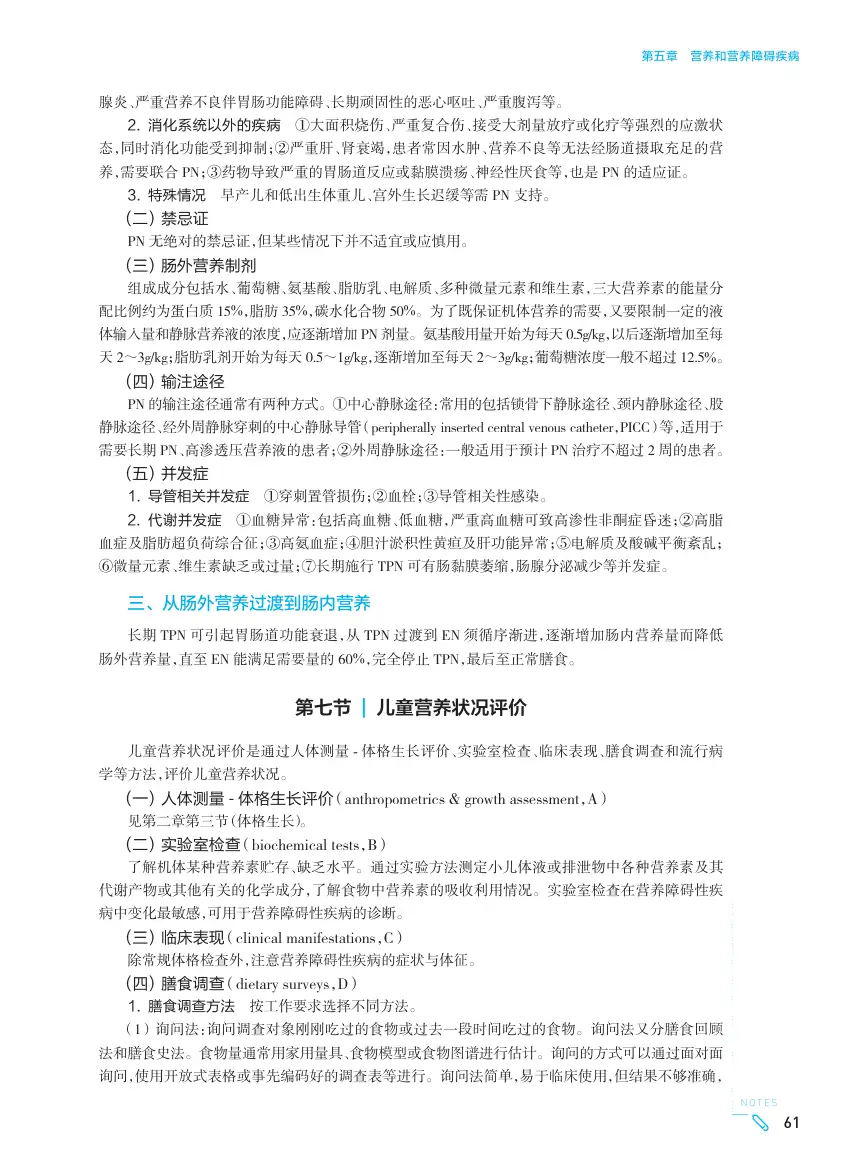 第五章　营养和营养障碍疾病
腺炎、严重营养不良伴胃肠功能障碍、长期顽固性的恶心呕吐、严重腹泻等。
2. 消化系统以外的疾病　①大面积烧伤、严重复合伤、接受大剂量放疗或化疗等强烈的应激状
态，同时消化功能受到抑制；②严重肝、肾衰竭，患者常因水肿、营养不良等无法经肠道摄取充足的营
养，需要联合 PN；③药物导致严重的胃肠道反应或黏膜溃疡、神经性厌食等，也是 PN 的适应证。
3. 特殊情况　早产儿和低出生体重儿、宫外生长迟缓等需 PN 支持。
（二）禁忌证
PN 无绝对的禁忌证，但某些情况下并不适宜或应慎用。
（三）肠外营养制剂
组成成分包括水、葡萄糖、氨基酸、脂肪乳、电解质、多种微量元素和维生素，三大营养素的能量分
配比例约为蛋白质 15%，脂肪 35%，碳水化合物 50%。为了既保证机体营养的需要，又要限制一定的液
体输入量和静脉营养液的浓度，应逐渐增加 PN 剂量。氨基酸用量开始为每天 0.5g/kg，以后逐渐增加至每
天 2～3g/kg；脂肪乳剂开始为每天 0.5～1g/kg，逐渐增加至每天 2～3g/kg；葡萄糖浓度一般不超过 12.5%。
（四）输注途径
PN 的输注途径通常有两种方式。①中心静脉途径：常用的包括锁骨下静脉途径、颈内静脉途径、股
静脉途径、经外周静脉穿刺的中心静脉导管（peripherally inserted central venous catheter，PICC）等，适用于
需要长期 PN、高渗透压营养液的患者；②外周静脉途径：一般适用于预计 PN 治疗不超过 2 周的患者。
（五）并发症
1. 导管相关并发症　①穿刺置管损伤；②血栓；③导管相关性感染。
2. 代谢并发症　①血糖异常：包括高血糖、低血糖，严重高血糖可致高渗性非酮症昏迷；②高脂
血症及脂肪超负荷综合征；③高氨血症；④胆汁淤积性黄疸及肝功能异常；⑤电解质及酸碱平衡紊乱；
⑥微量元素、维生素缺乏或过量；⑦长期施行 TPN 可有肠黏膜萎缩，肠腺分泌减少等并发症。
三、从肠外营养过渡到肠内营养
长期 TPN 可引起胃肠道功能衰退，从 TPN 过渡到 EN 须循序渐进，逐渐增加肠内营养量而降低
肠外营养量，直至 EN 能满足需要量的 60%，完全停止 TPN，最后至正常膳食。
第七节 | 儿童营养状况评价
儿童营养状况评价是通过人体测量 - 体格生长评价、实验室检查、临床表现、膳食调查和流行病
学等方法，评价儿童营养状况。
（一）人体测量 - 体格生长评价（anthropometrics & growth assessment，A）
见第二章第三节（体格生长）。
（二）实验室检查（biochemical tests，B）
了解机体某种营养素贮存、缺乏水平。通过实验方法测定小儿体液或排泄物中各种营养素及其
代谢产物或其他有关的化学成分，了解食物中营养素的吸收利用情况。实验室检查在营养障碍性疾
病中变化最敏感，可用于营养障碍性疾病的诊断。
（三）临床表现（clinical manifestations，C）
除常规体格检查外，注意营养障碍性疾病的症状与体征。
（四）膳食调查（dietary surveys，D）
1. 膳食调查方法　按工作要求选择不同方法。
（1）询问法：询问调查对象刚刚吃过的食物或过去一段时间吃过的食物。询问法又分膳食回顾
法和膳食史法。食物量通常用家用量具、食物模型或食物图谱进行估计。询问的方式可以通过面对面
询问，使用开放式表格或事先编码好的调查表等进行。询问法简单，易于临床使用，但结果不够准确，
NOTES
61